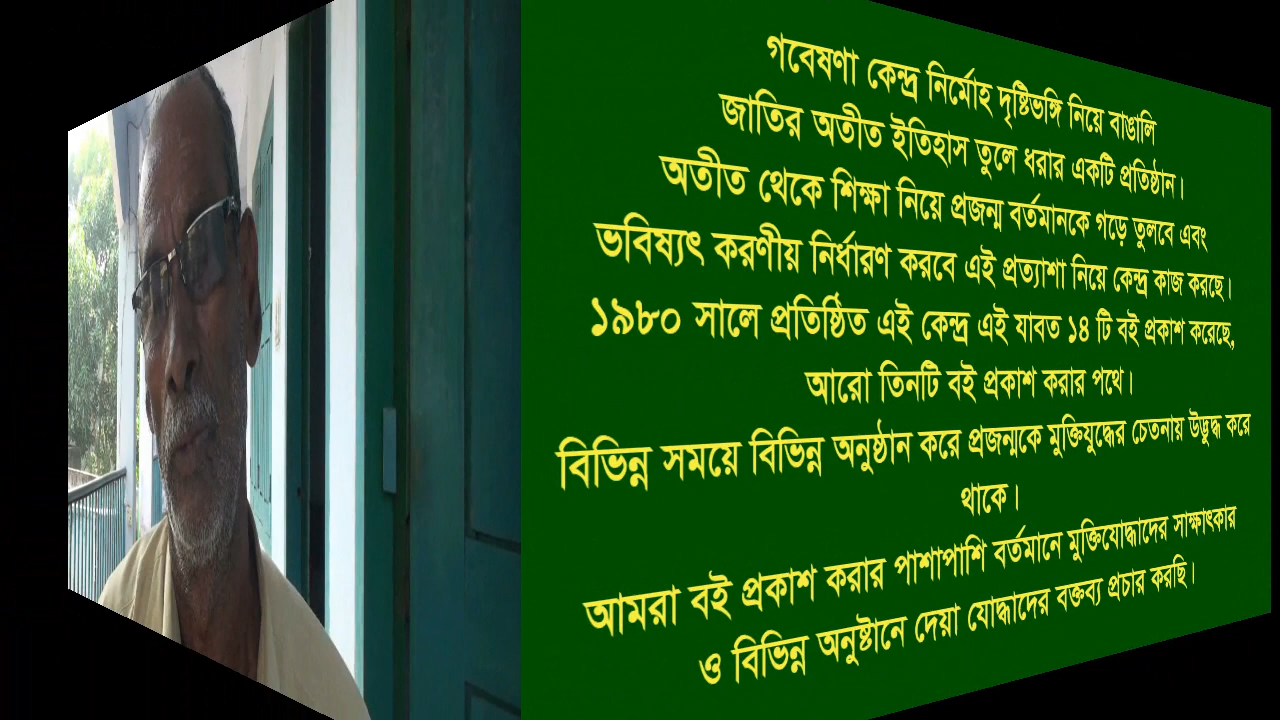 গবেষণা কেন্দ্র নির্মোহ দৃষ্টিভঙ্গি নিয়ে বাঙালি
জাতির অতীত ইতিহাস তুলে ধরার একটি প্রতিষ্ঠান।
অতীত থেকে শিক্ষা নিয়ে প্রজন্ম বর্তমানকে গড়ে তুলবে এবং
ভবিষ্যৎ করণীয় নির্ধারণ করবে এই প্রত্যাশা নিয়ে কেন্দ্র কাজ করছে।
১৯৮০ সালে প্রতিষ্ঠিত এই কেন্দ্র এই যাবত ১৪ টি বই প্রকাশ করেছে,
আরো তিনটি বই প্রকাশ করার পথে।
বিভিন্ন সময়ে বিভিন্ন অনুষ্ঠান করে প্রজন্মকে মুক্তিযুদ্ধের চেতনায় উদ্ভুদ্ধ করে
থাকে।
আমরা বই প্রকাশ করার পাশাপাশি বর্তমানে মুক্তিযোদ্ধাদের সাক্ষাৎকার
ও বিভিন্ন অনুষ্টানে দেয়া যোদ্ধাদের বক্তব্য প্রচার করছি।